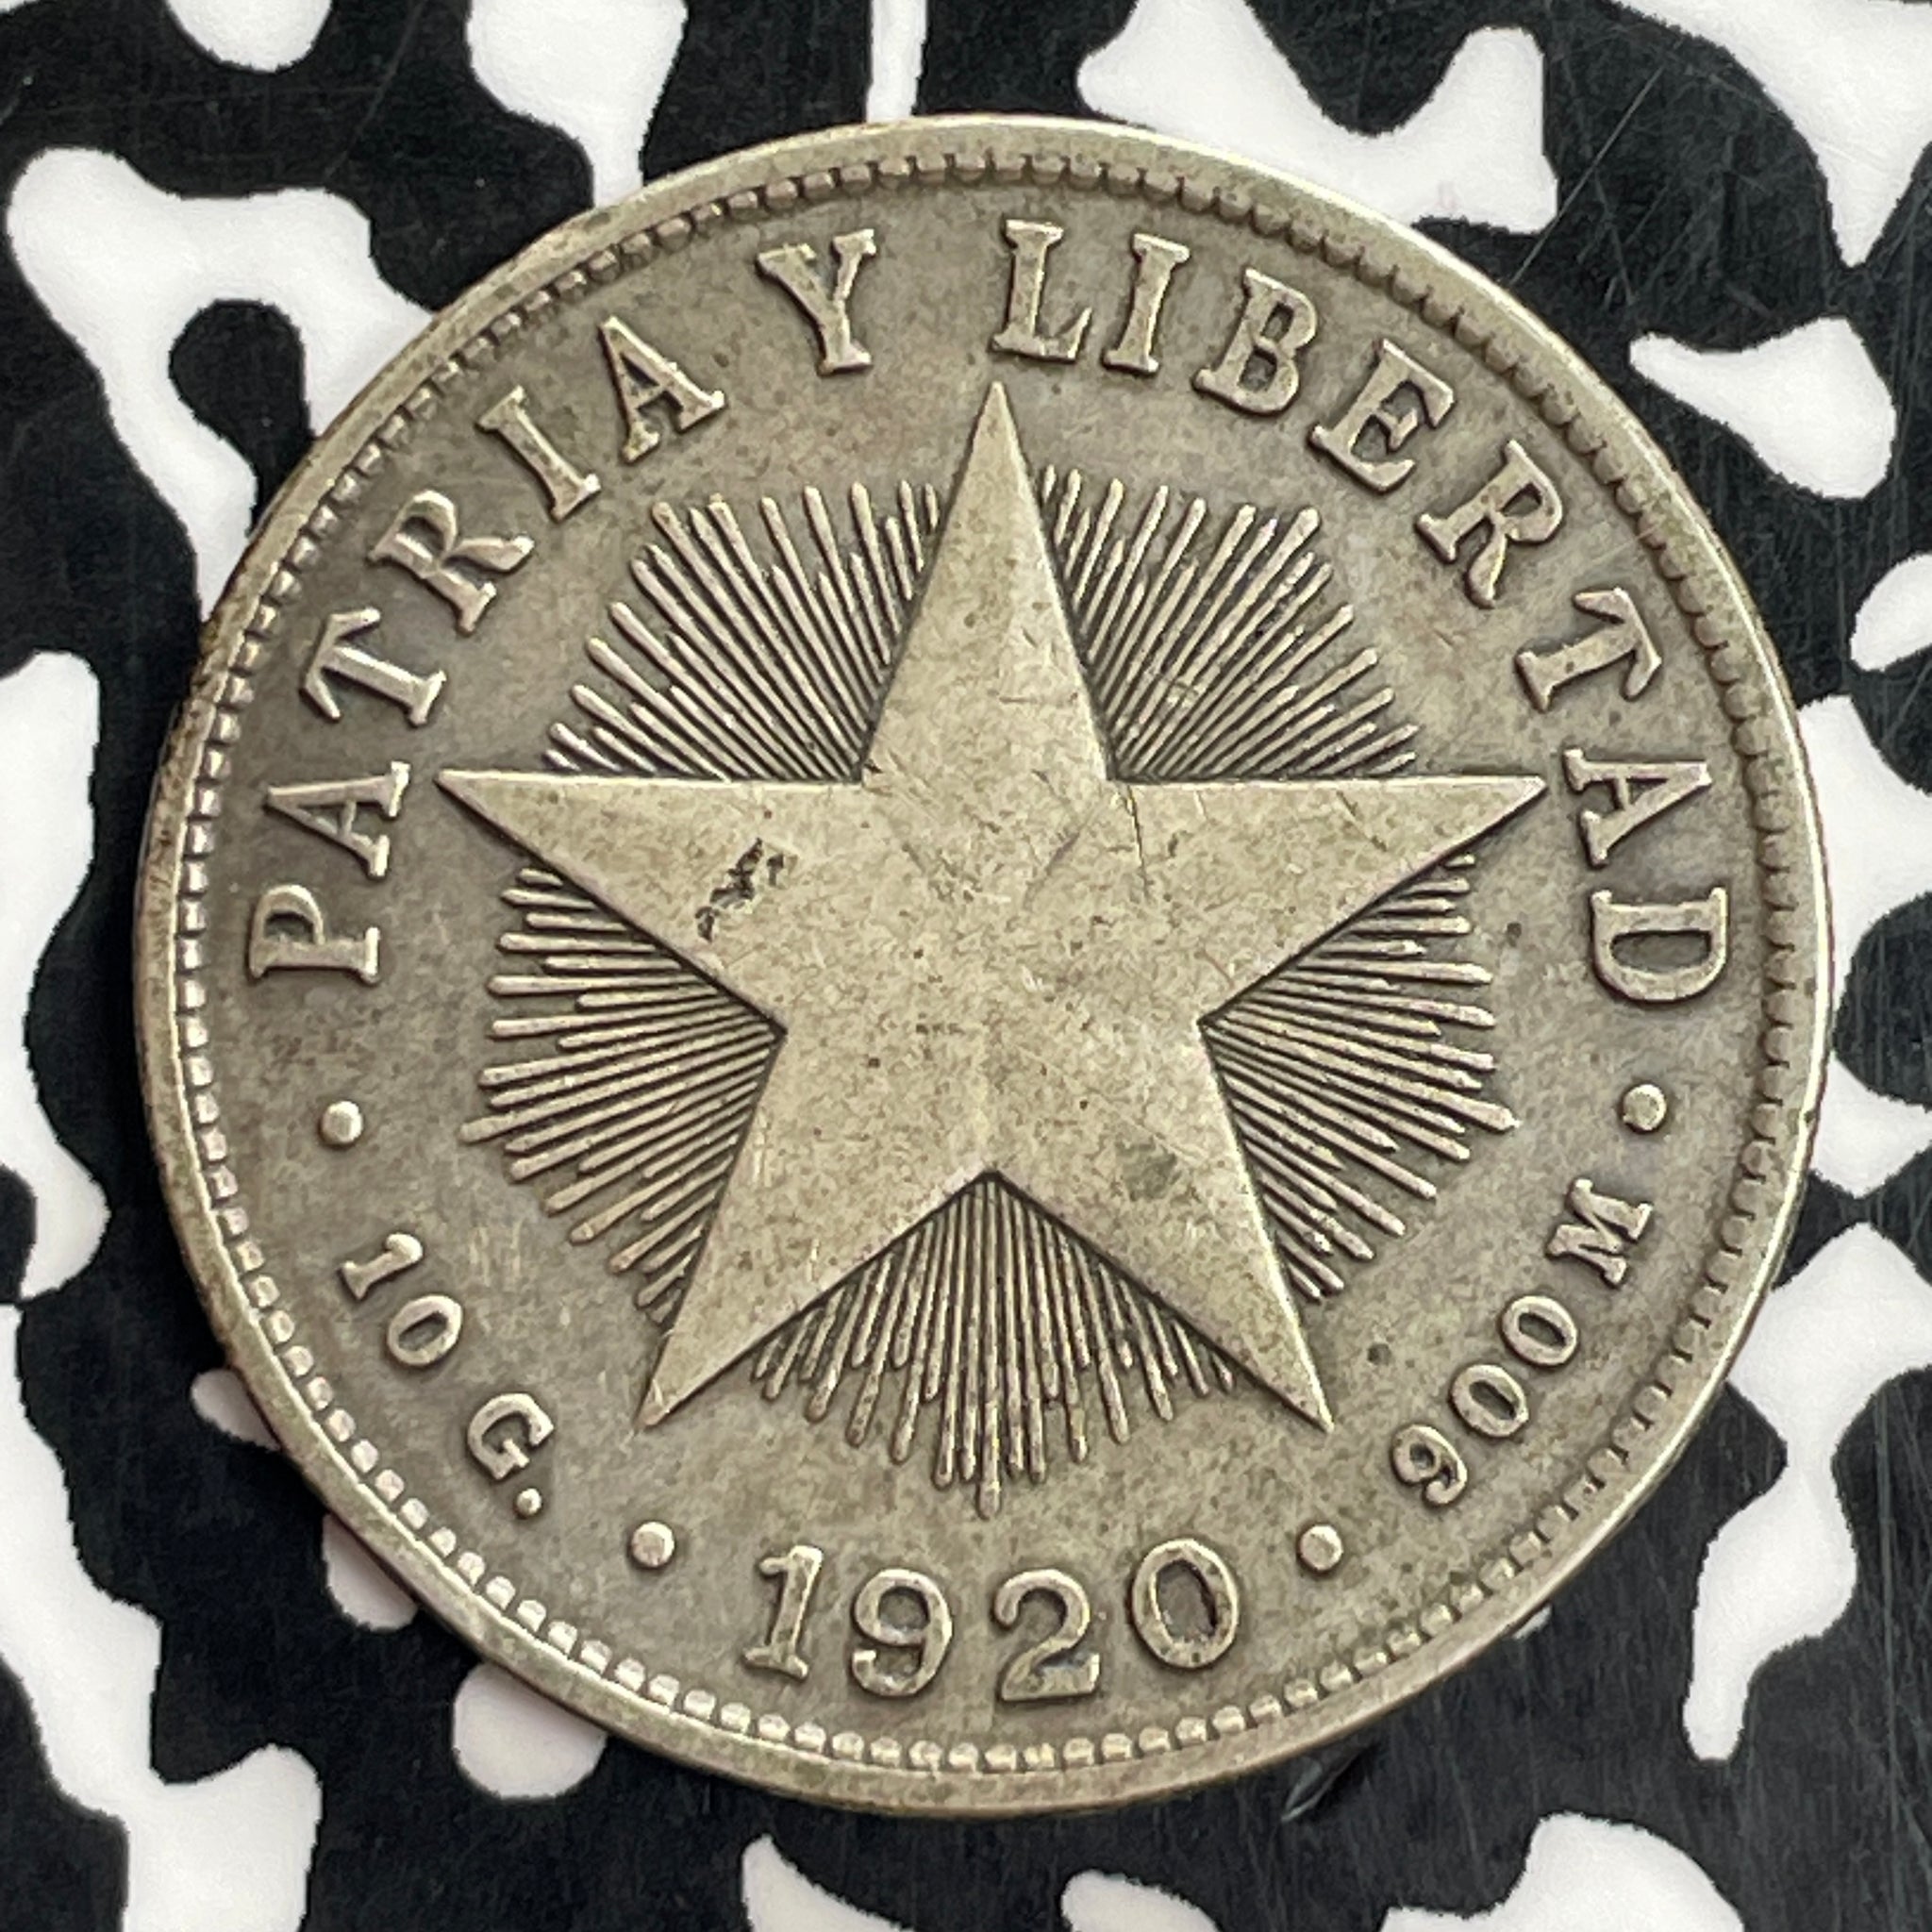 PATRIA Y LIBERTAD
10 G. • 1920 • 900 M